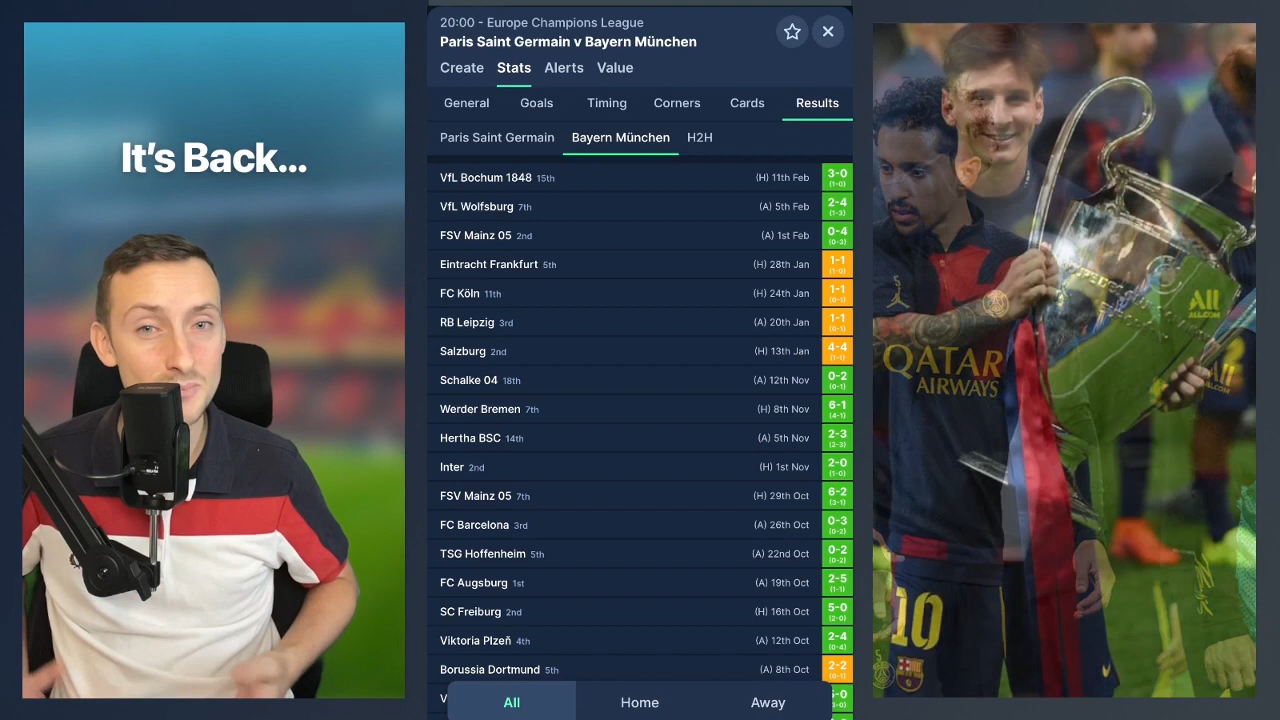 It's Back...
20:00 - Europe Champions League
Paris Saint Germain v Bayern München
Create Stats Alerts Value
General Goals Timing Corners Cards Results
Paris Saint Germain Bayern München H2H
VfL Bochum 1848 15th (H) 11th Feb 3-0 (1-0)
VfL Wolfsburg 7th (A) 5th Feb 2-4 (1-3)
FSV Mainz 05 2nd (A) 1st Feb 0-4 (0-3)
Eintracht Frankfurt 5th (H) 28th Jan 1-1 (1-0)
FC Köln 11th (H) 24th Jan 1-1 (0-1)
RB Leipzig 3rd (A) 20th Jan 1-1 (0-1)
Salzburg 2nd (H) 13th Jan 4-4 (1-1)
Schalke 04 18th (A) 12th Nov 0-2 (0-1)
Werder Bremen 7th (H) 8th Nov 6-1 (4-1)
Hertha BSC 14th (A) 5th Nov 2-3 (2-3)
Inter 2nd (H) 1st Nov 2-0 (1-0)
FSV Mainz 05 7th (H) 29th Oct 6-2 (3-1)
FC Barcelona 3rd (A) 26th Oct 0-3 (0-2)
TSG Hoffenheim 5th (A) 22nd Oct 0-2 (0-2)
FC Augsburg 1st (A) 19th Oct 2-5 (1-1)
SC Freiburg 2nd (H) 16th Oct 5-0 (2-0)
Viktoria Plzeň 4th (A) 12th Oct 2-4 (0-4)
Borussia Dortmund 5th (A) 8th Oct 2-2 (0-1)
All Home Away
QATAR
AIRWAYS
10
ALL
ALL.COM